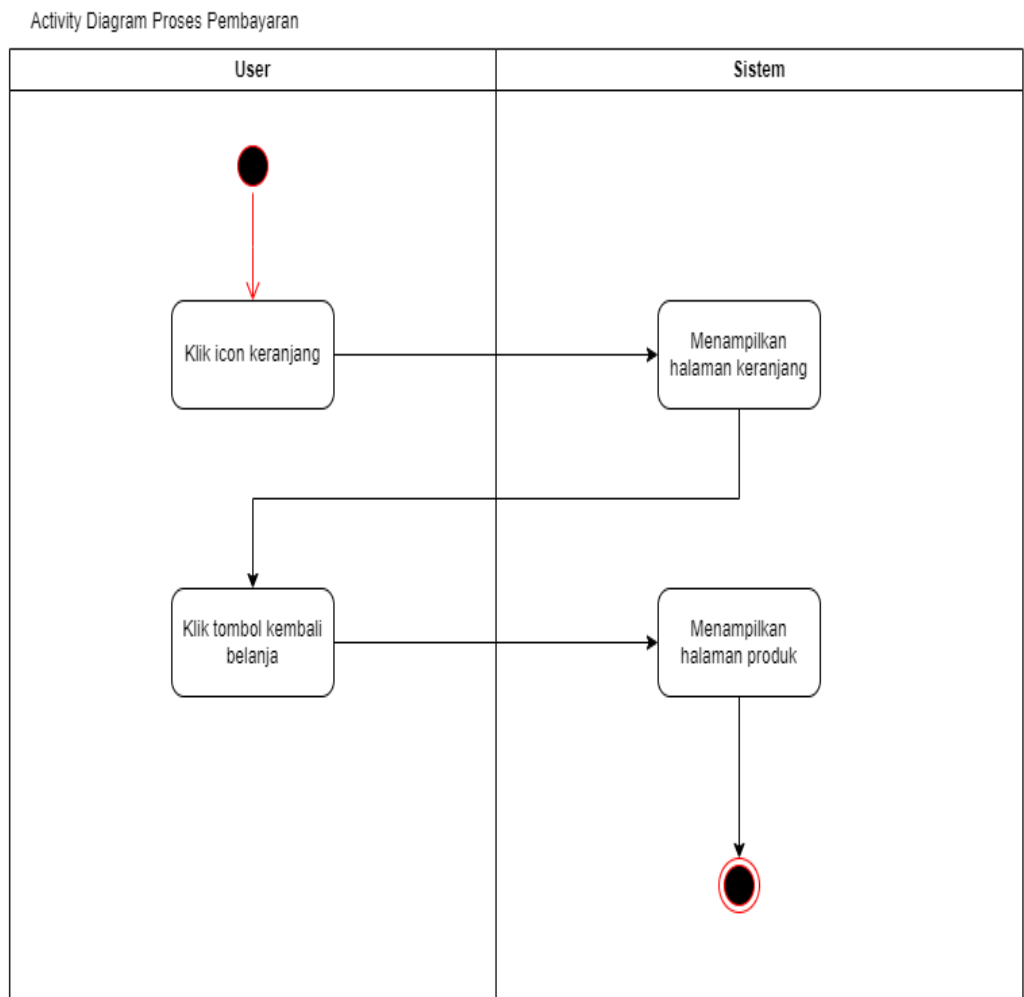 Activity Diagram Proses Pembayaran
User
Sistem
Klik icon keranjang
Menampilkan
halaman keranjang
Klik tombol kembali
belanja
Menampilkan
halaman produk